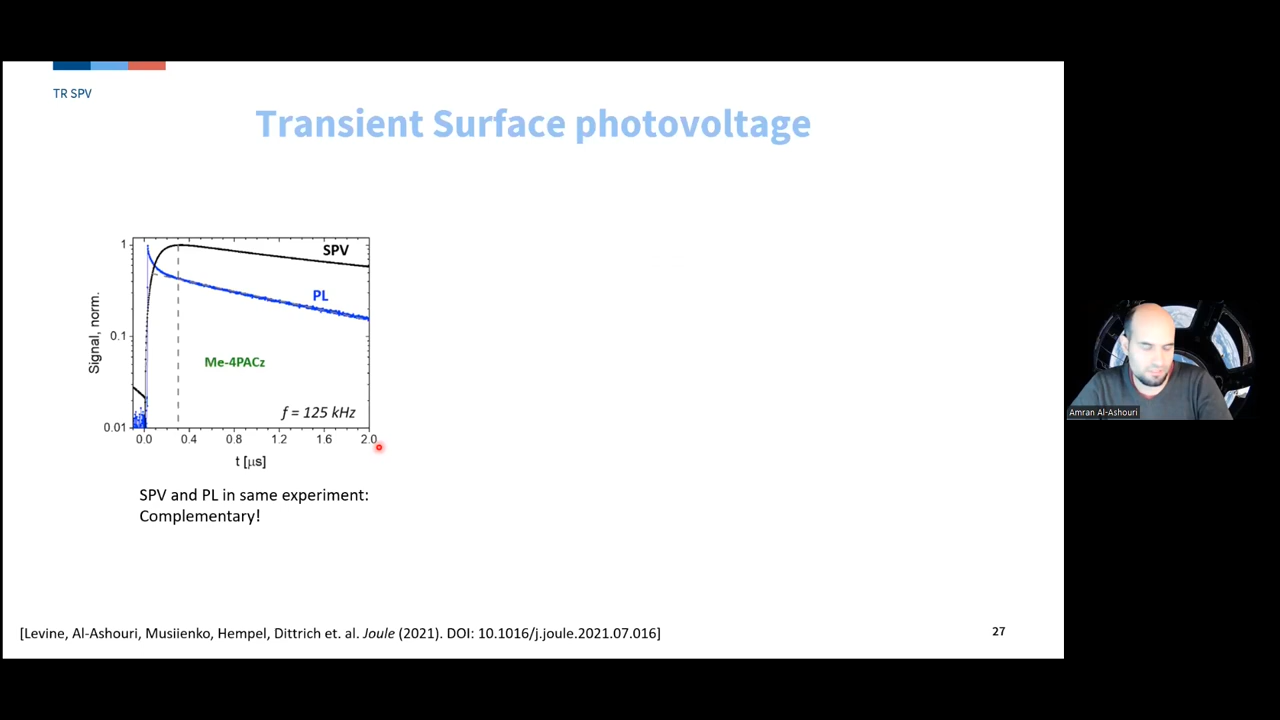 TR SPV
Transient Surface photovoltage
1
0.1
0.01
Signal, norm.
SPV
PL
Me-4PACz
f = 125 kHz
0.0 0.4 0.8 1.2 1.6 2.0
t [µs]
SPV and PL in same experiment:
Complementary!
[Levine, Al-Ashouri, Musiienko, Hempel, Dittrich et. al. Joule (2021). DOI: 10.1016/j.joule.2021.07.016]
27
Amran Al-Ashouri